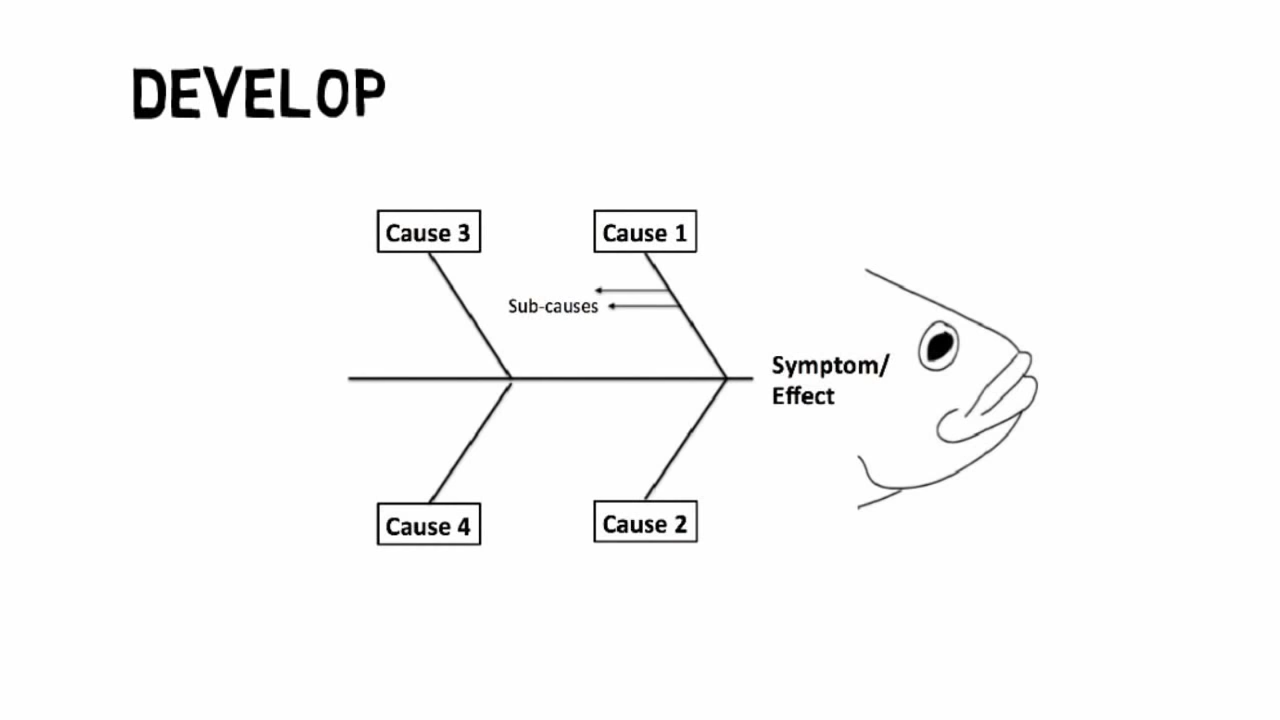 DEVELOP
Cause 3
Cause 1
Sub-causes
Symptom/
Effect
Cause 4
Cause 2